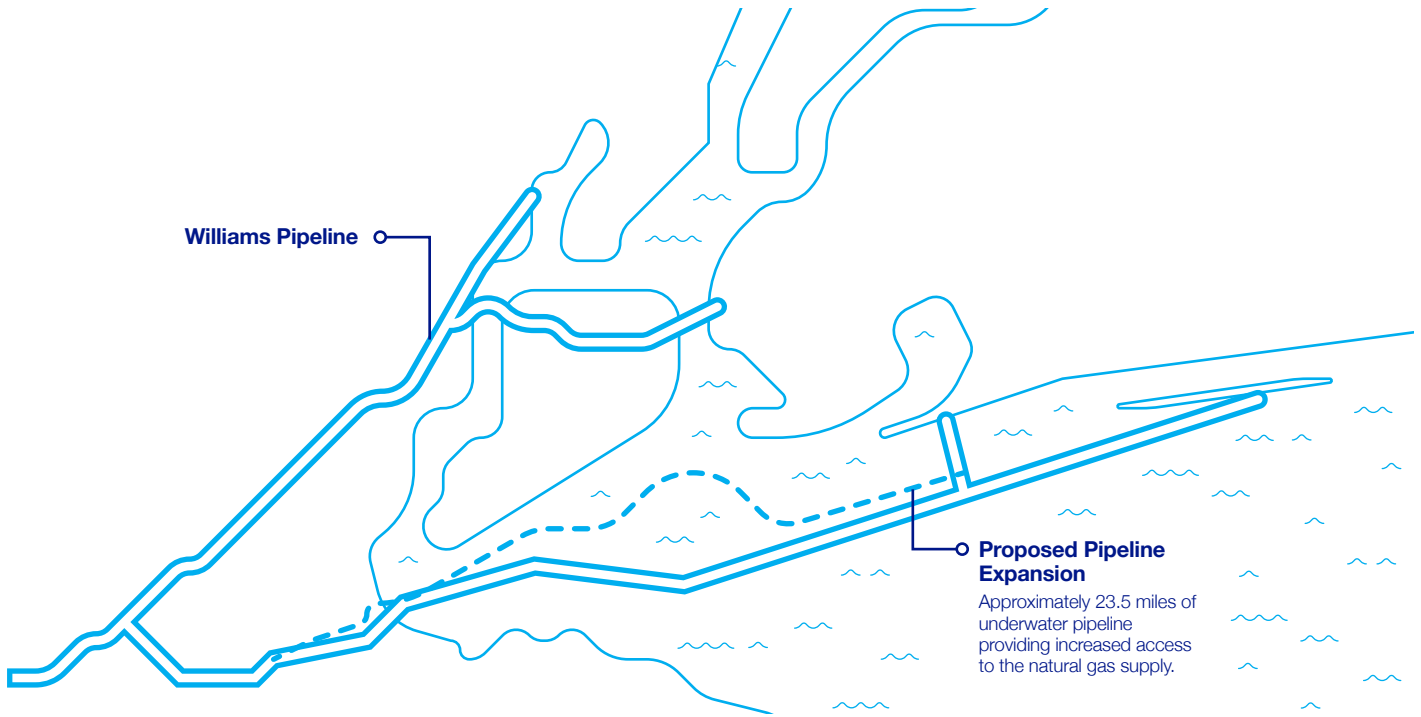 Williams Pipeline
Proposed Pipeline
Expansion
Approximately 23.5 miles of
underwater pipeline
providing increased access
to the natural gas supply.